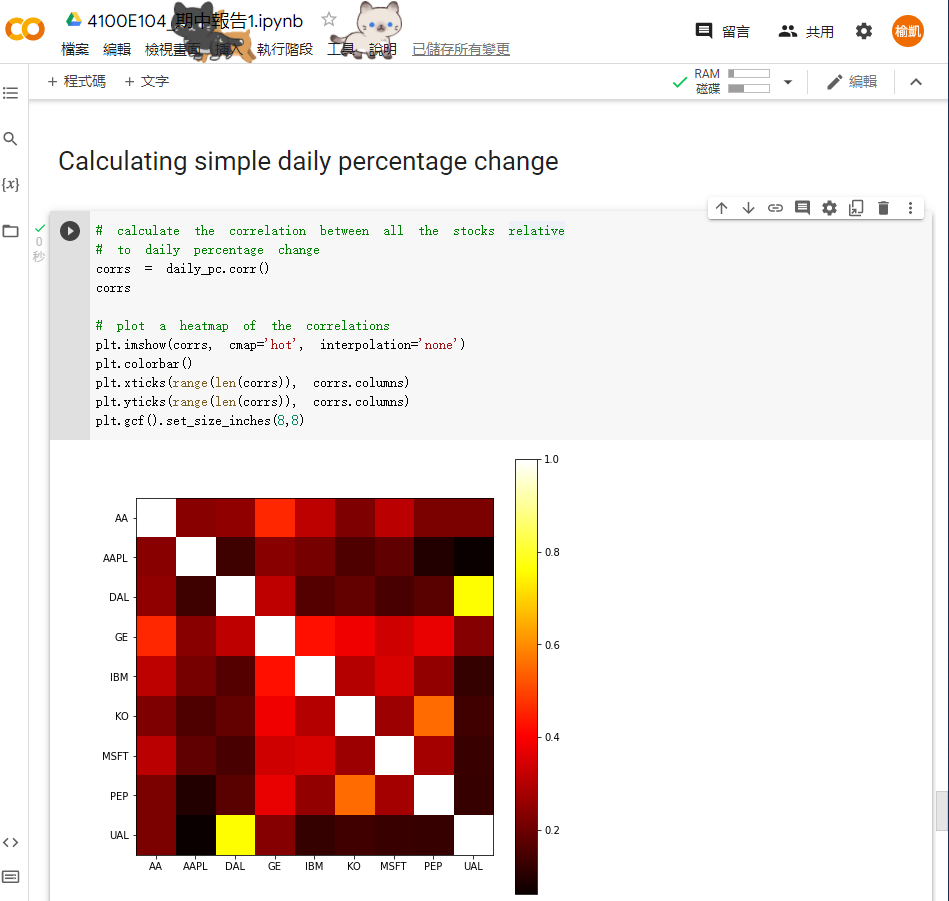 4100E104_期中報告1.ipynb
檔案 編輯 檢視畫面 插入 執行階段 工具 說明 已儲存所有變更
留言 共用 榆凱
+ 程式碼 + 文字
RAM
磁碟
編輯
{x}
Calculating simple daily percentage change
0
秒
# calculate the correlation between all the stocks relative
# to daily percentage change
corrs = daily_pc.corr()
corrs
# plot a heatmap of the correlations
plt.imshow(corrs, cmap='hot', interpolation='none')
plt.colorbar()
plt.xticks(range(len(corrs)), corrs.columns)
plt.yticks(range(len(corrs)), corrs.columns)
plt.gcf().set_size_inches(8,8)
1.0
AA
0.8
AAPL
DAL
GE
0.6
IBM
KO
0.4
MSFT
PEP
0.2
UAL
AA AAPL DAL GE IBM KO MSFT PEP UAL